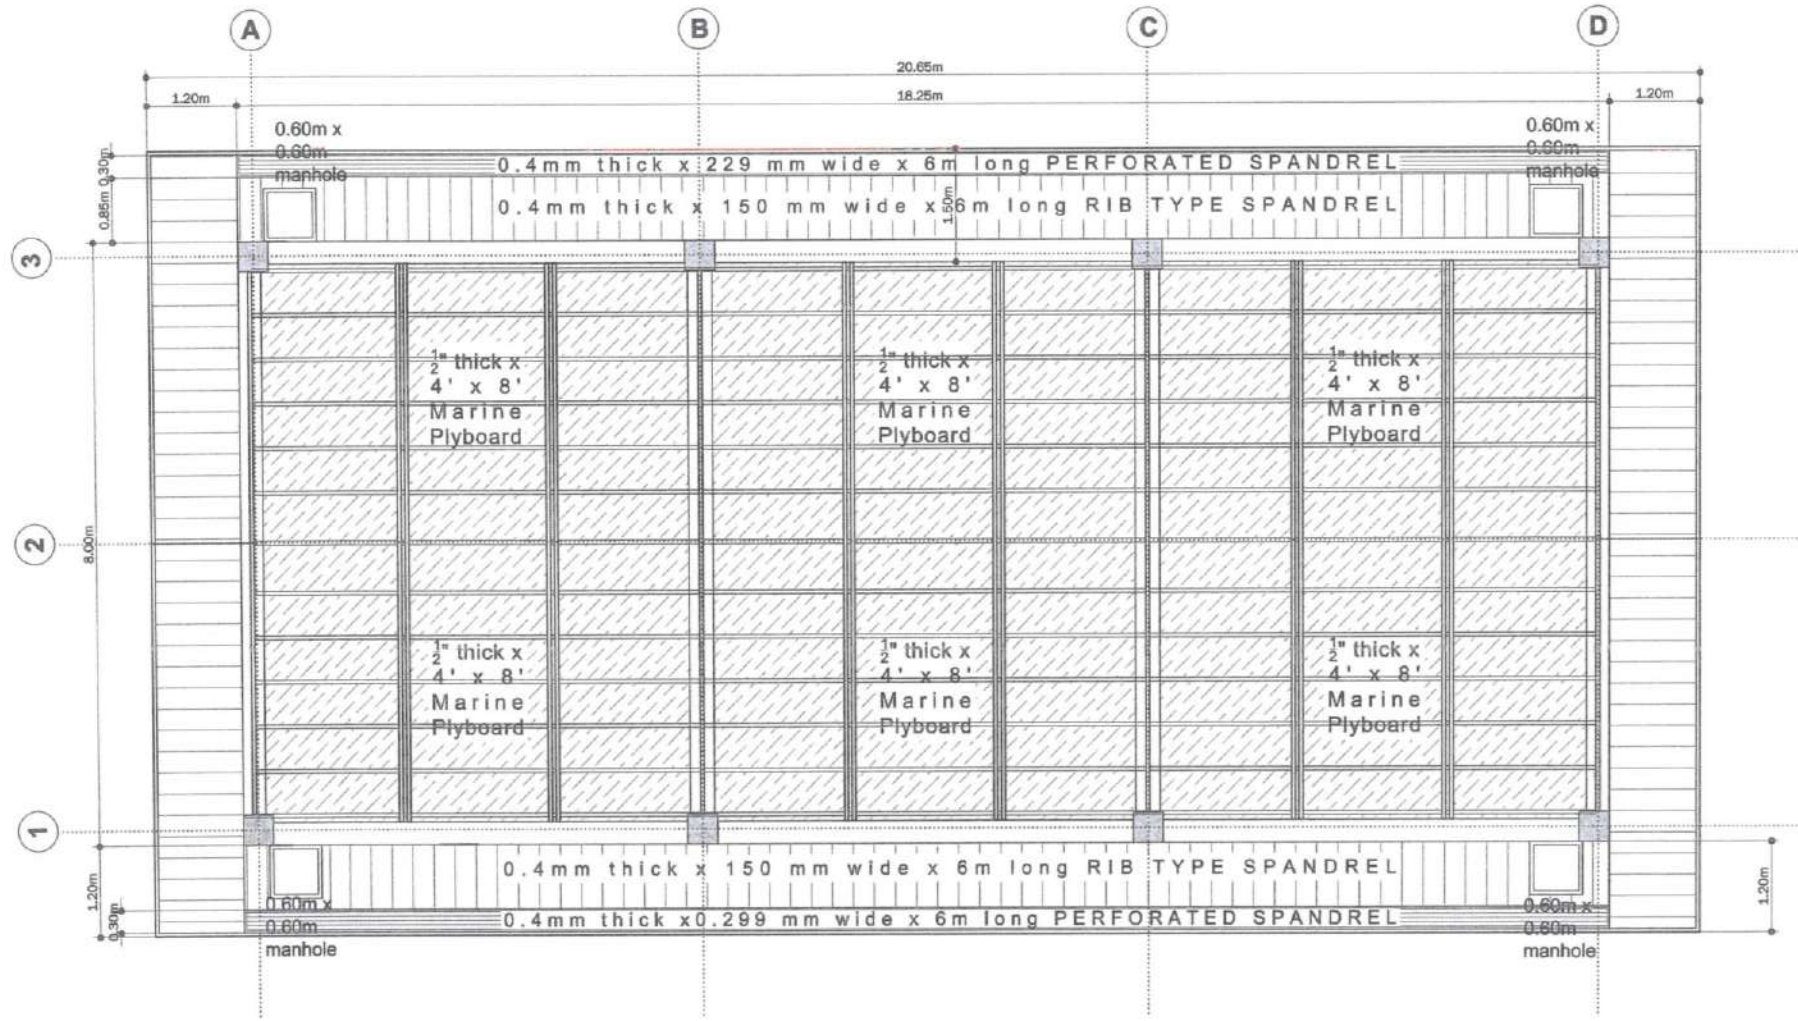 A
B
C
D
20.65m
1.20m
18.25m
1.20m
0.60m x
0.60m
manhole
0.60m x
0.60m
manhole
0.30m
0.85m
0.4mm thick x 229 mm wide x 6m long PERFORATED SPANDREL
0.4mm thick x 150 mm wide x 6m long RIB TYPE SPANDREL
1.50m
3
1/2" thick x
4' x 8'
Marine
Plyboard
1/2" thick x
4' x 8'
Marine
Plyboard
1/2" thick x
4' x 8'
Marine
Plyboard
2
8.00m
1/2" thick x
4' x 8'
Marine
Plyboard
1/2" thick x
4' x 8'
Marine
Plyboard
1/2" thick x
4' x 8'
Marine
Plyboard
1
0.4mm thick x 150 mm wide x 6m long RIB TYPE SPANDREL
1.20m
0.30m
1.20m
0.4mm thick x0.299 mm wide x 6m long PERFORATED SPANDREL
0.60m x
0.60m
manhole
0.60m x
0.60m
manhole